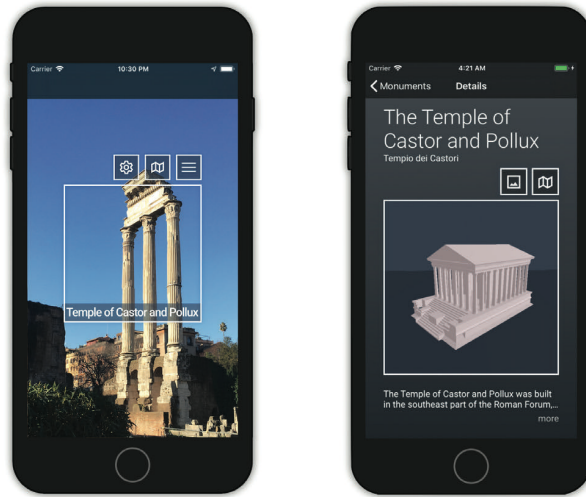 Carrier
10:30 PM
Temple of Castor and Pollux
Carrier
4:21 AM
Monuments
Details
The Temple of
Castor and Pollux
Tempio dei Castori
The Temple of Castor and Pollux was built
in the southeast part of the Roman Forum,...
more